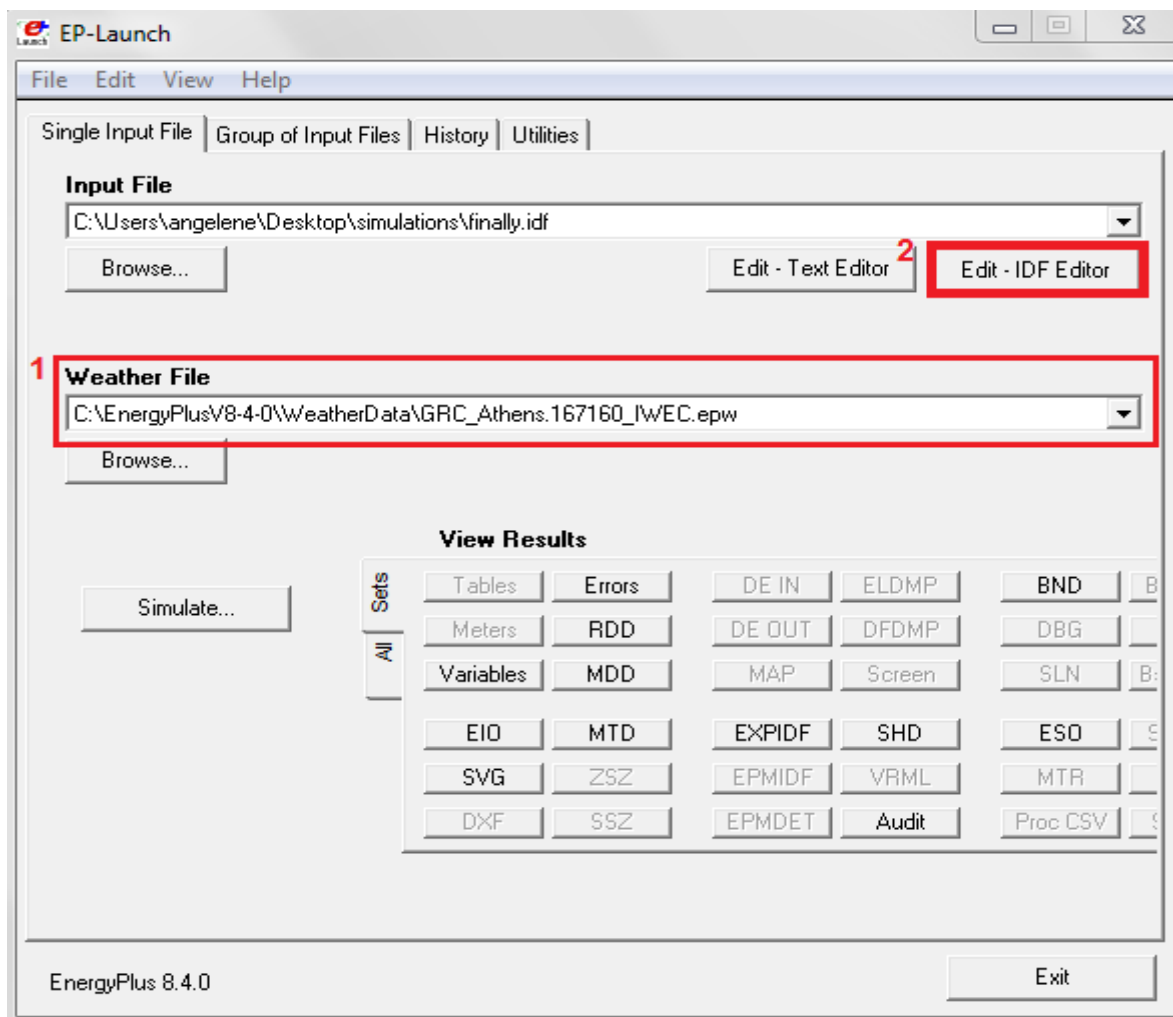 EP-Launch
File Edit View Help
Single Input File Group of Input Files History Utilities
Input File
C:\Users\angelene\Desktop\simulations\finally.idf
Browse... Edit - Text Editor 2 Edit - IDF Editor
1 Weather File
C:\EnergyPlusV8-4-0\WeatherData\GRC_Athens.167160_IWEC.epw
Browse...
View Results
Simulate...
Sets
All
Tables Errors DE IN ELDMP BND
Meters RDD DE OUT DFDMP DBG
Variables MDD MAP Screen SLN
EIO MTD EXPIDF SHD ESO
SVG ZSZ EPMIDF VRML MTR
DXF SSZ EPMDET Audit Proc CSV
EnergyPlus 8.4.0 Exit